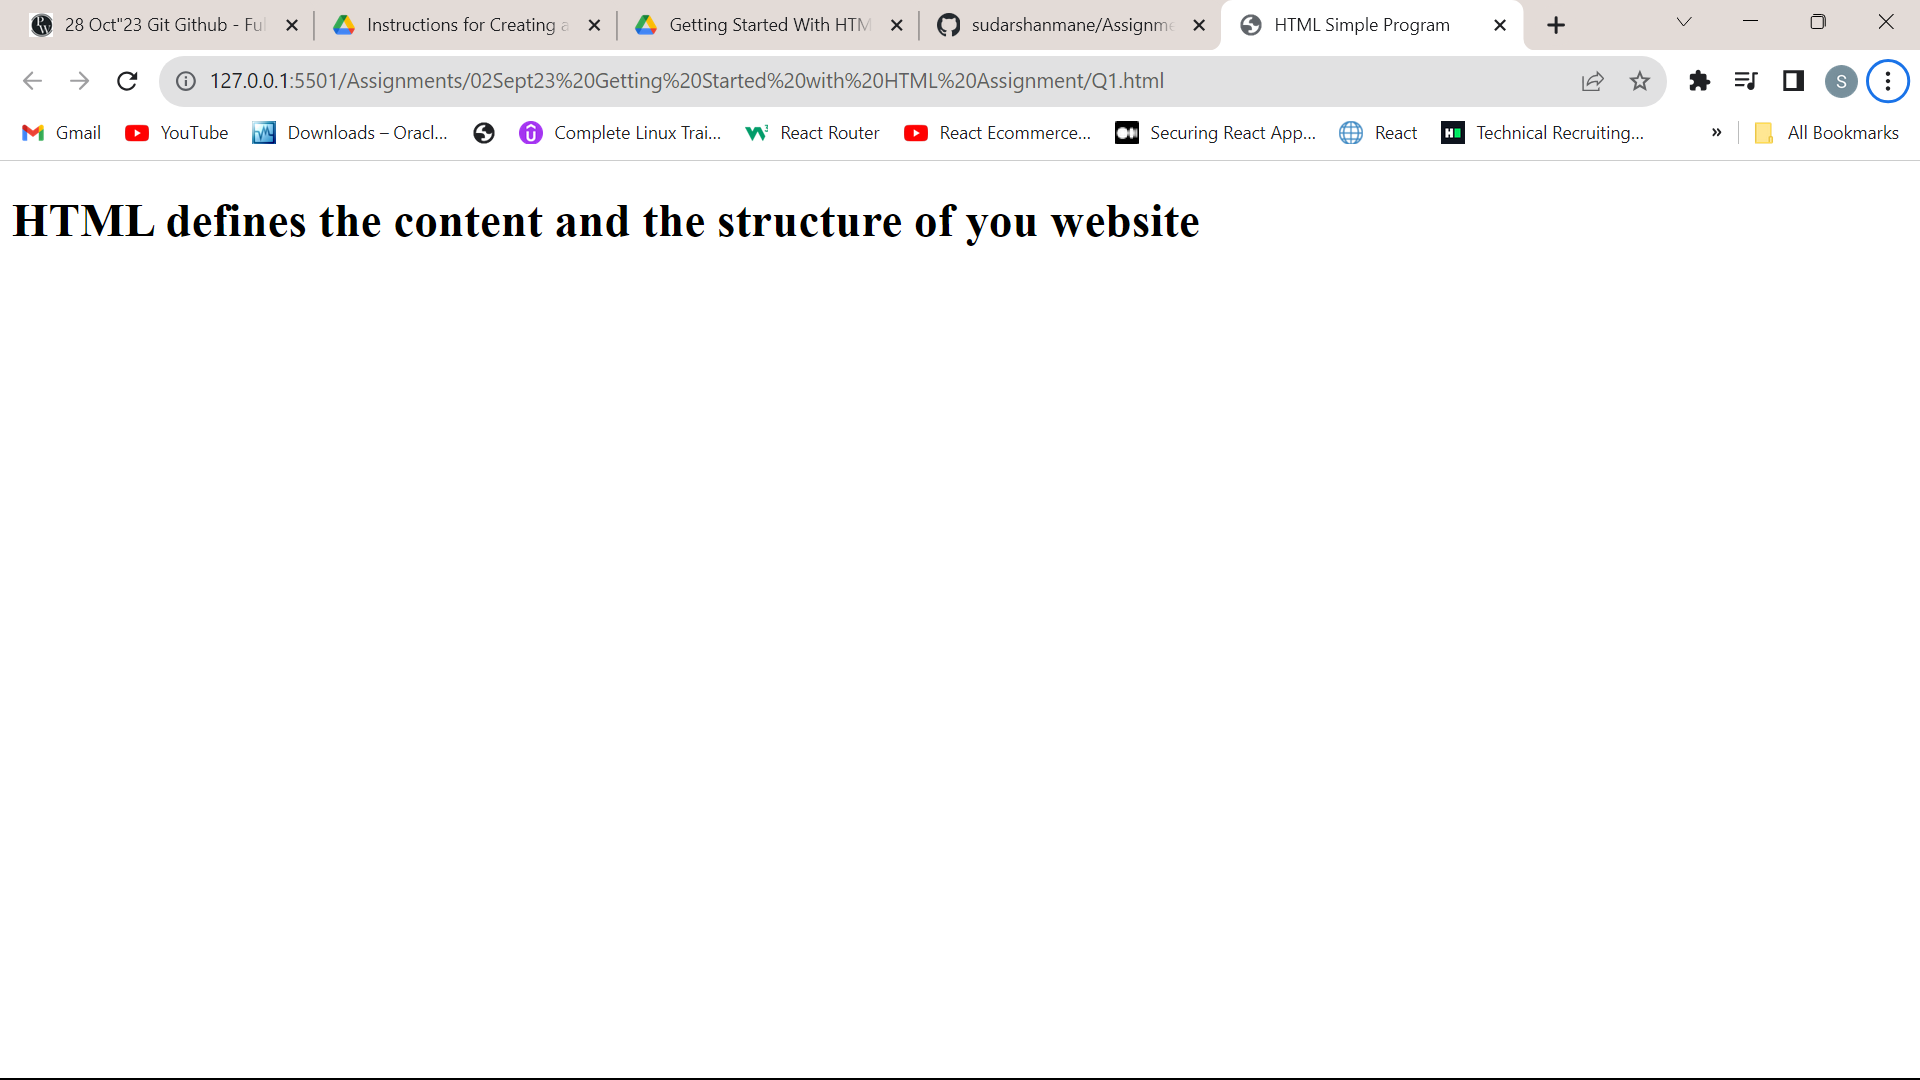 28 Oct"23 Git Github - Ful
Instructions for Creating a
Getting Started With HTM
sudarshanmane/Assignme
HTML Simple Program
127.0.0.1:5501/Assignments/02Sept23%20Getting%20Started%20with%20HTML%20Assignment/Q1.html
S
Gmail
YouTube
Downloads – Oracl...
Complete Linux Trai...
React Router
React Ecommerce...
Securing React App...
React
Technical Recruiting...
»
All Bookmarks
HTML defines the content and the structure of you website